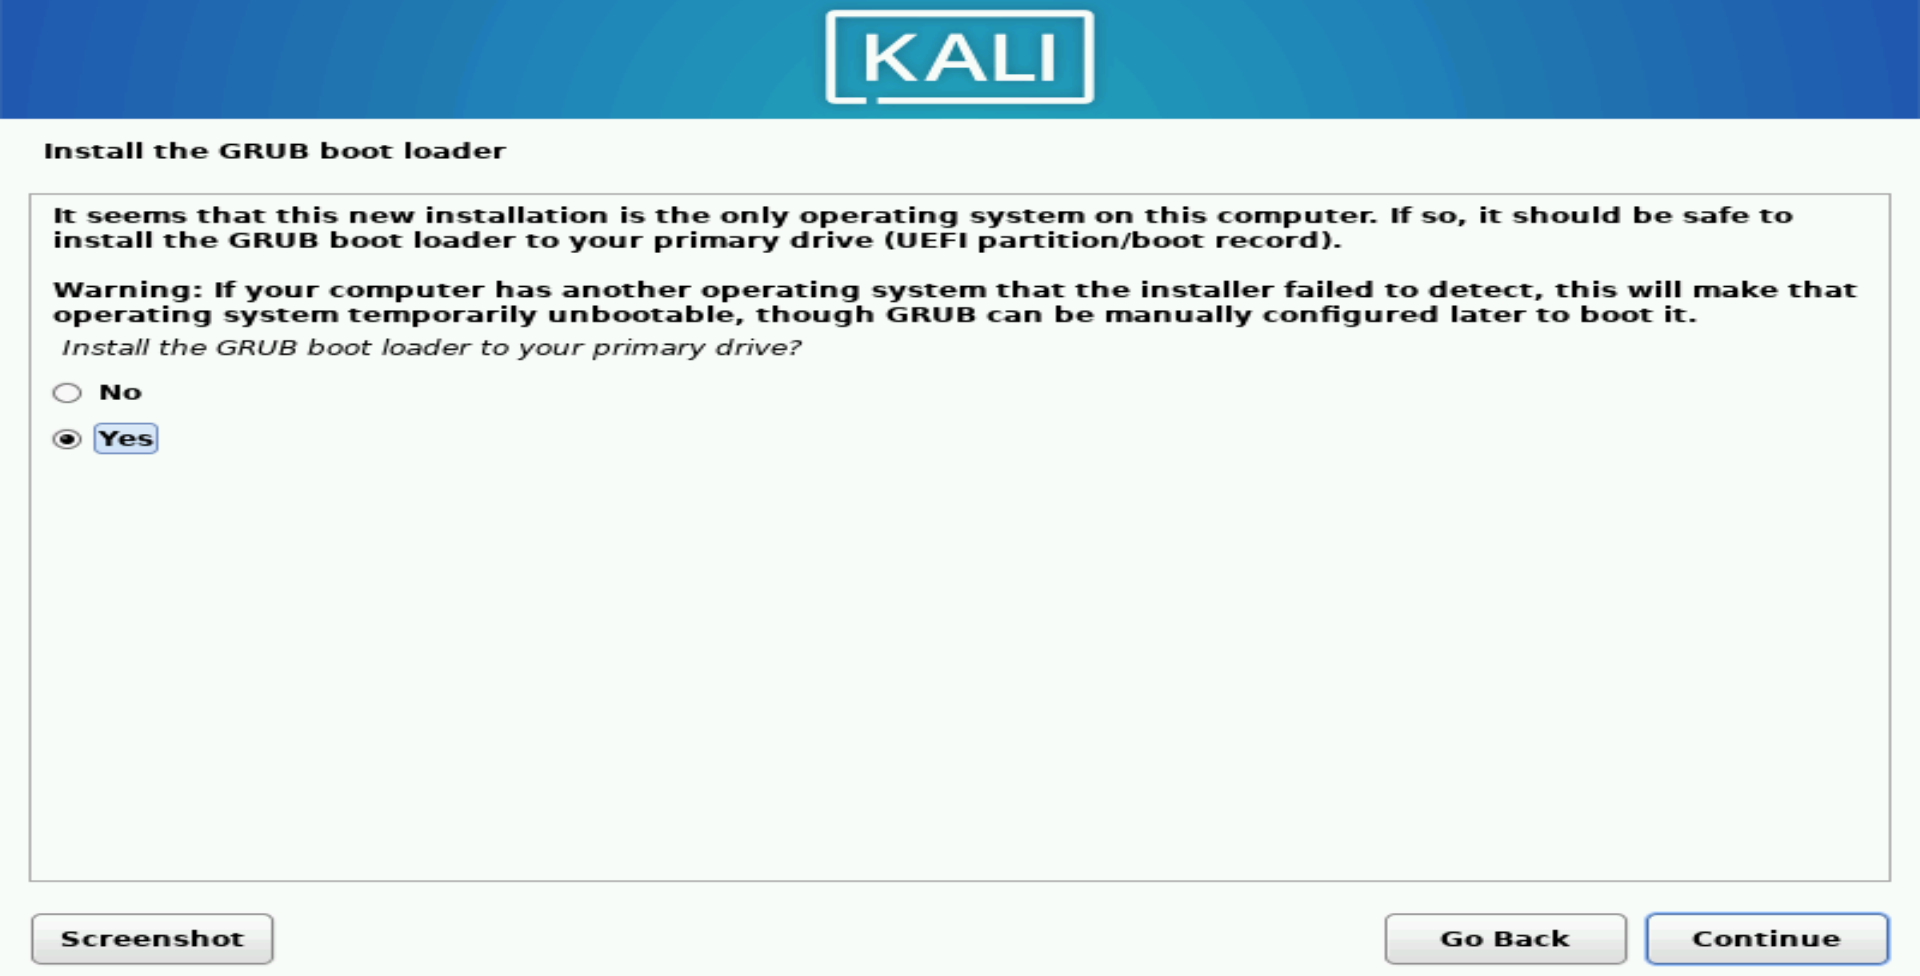 KALI
Install the GRUB boot loader
It seems that this new installation is the only operating system on this computer. If so, it should be safe to
install the GRUB boot loader to your primary drive (UEFI partition/boot record).
Warning: If your computer has another operating system that the installer failed to detect, this will make that
operating system temporarily unbootable, though GRUB can be manually configured later to boot it.
Install the GRUB boot loader to your primary drive?
No
Yes
Screenshot
Go Back
Continue